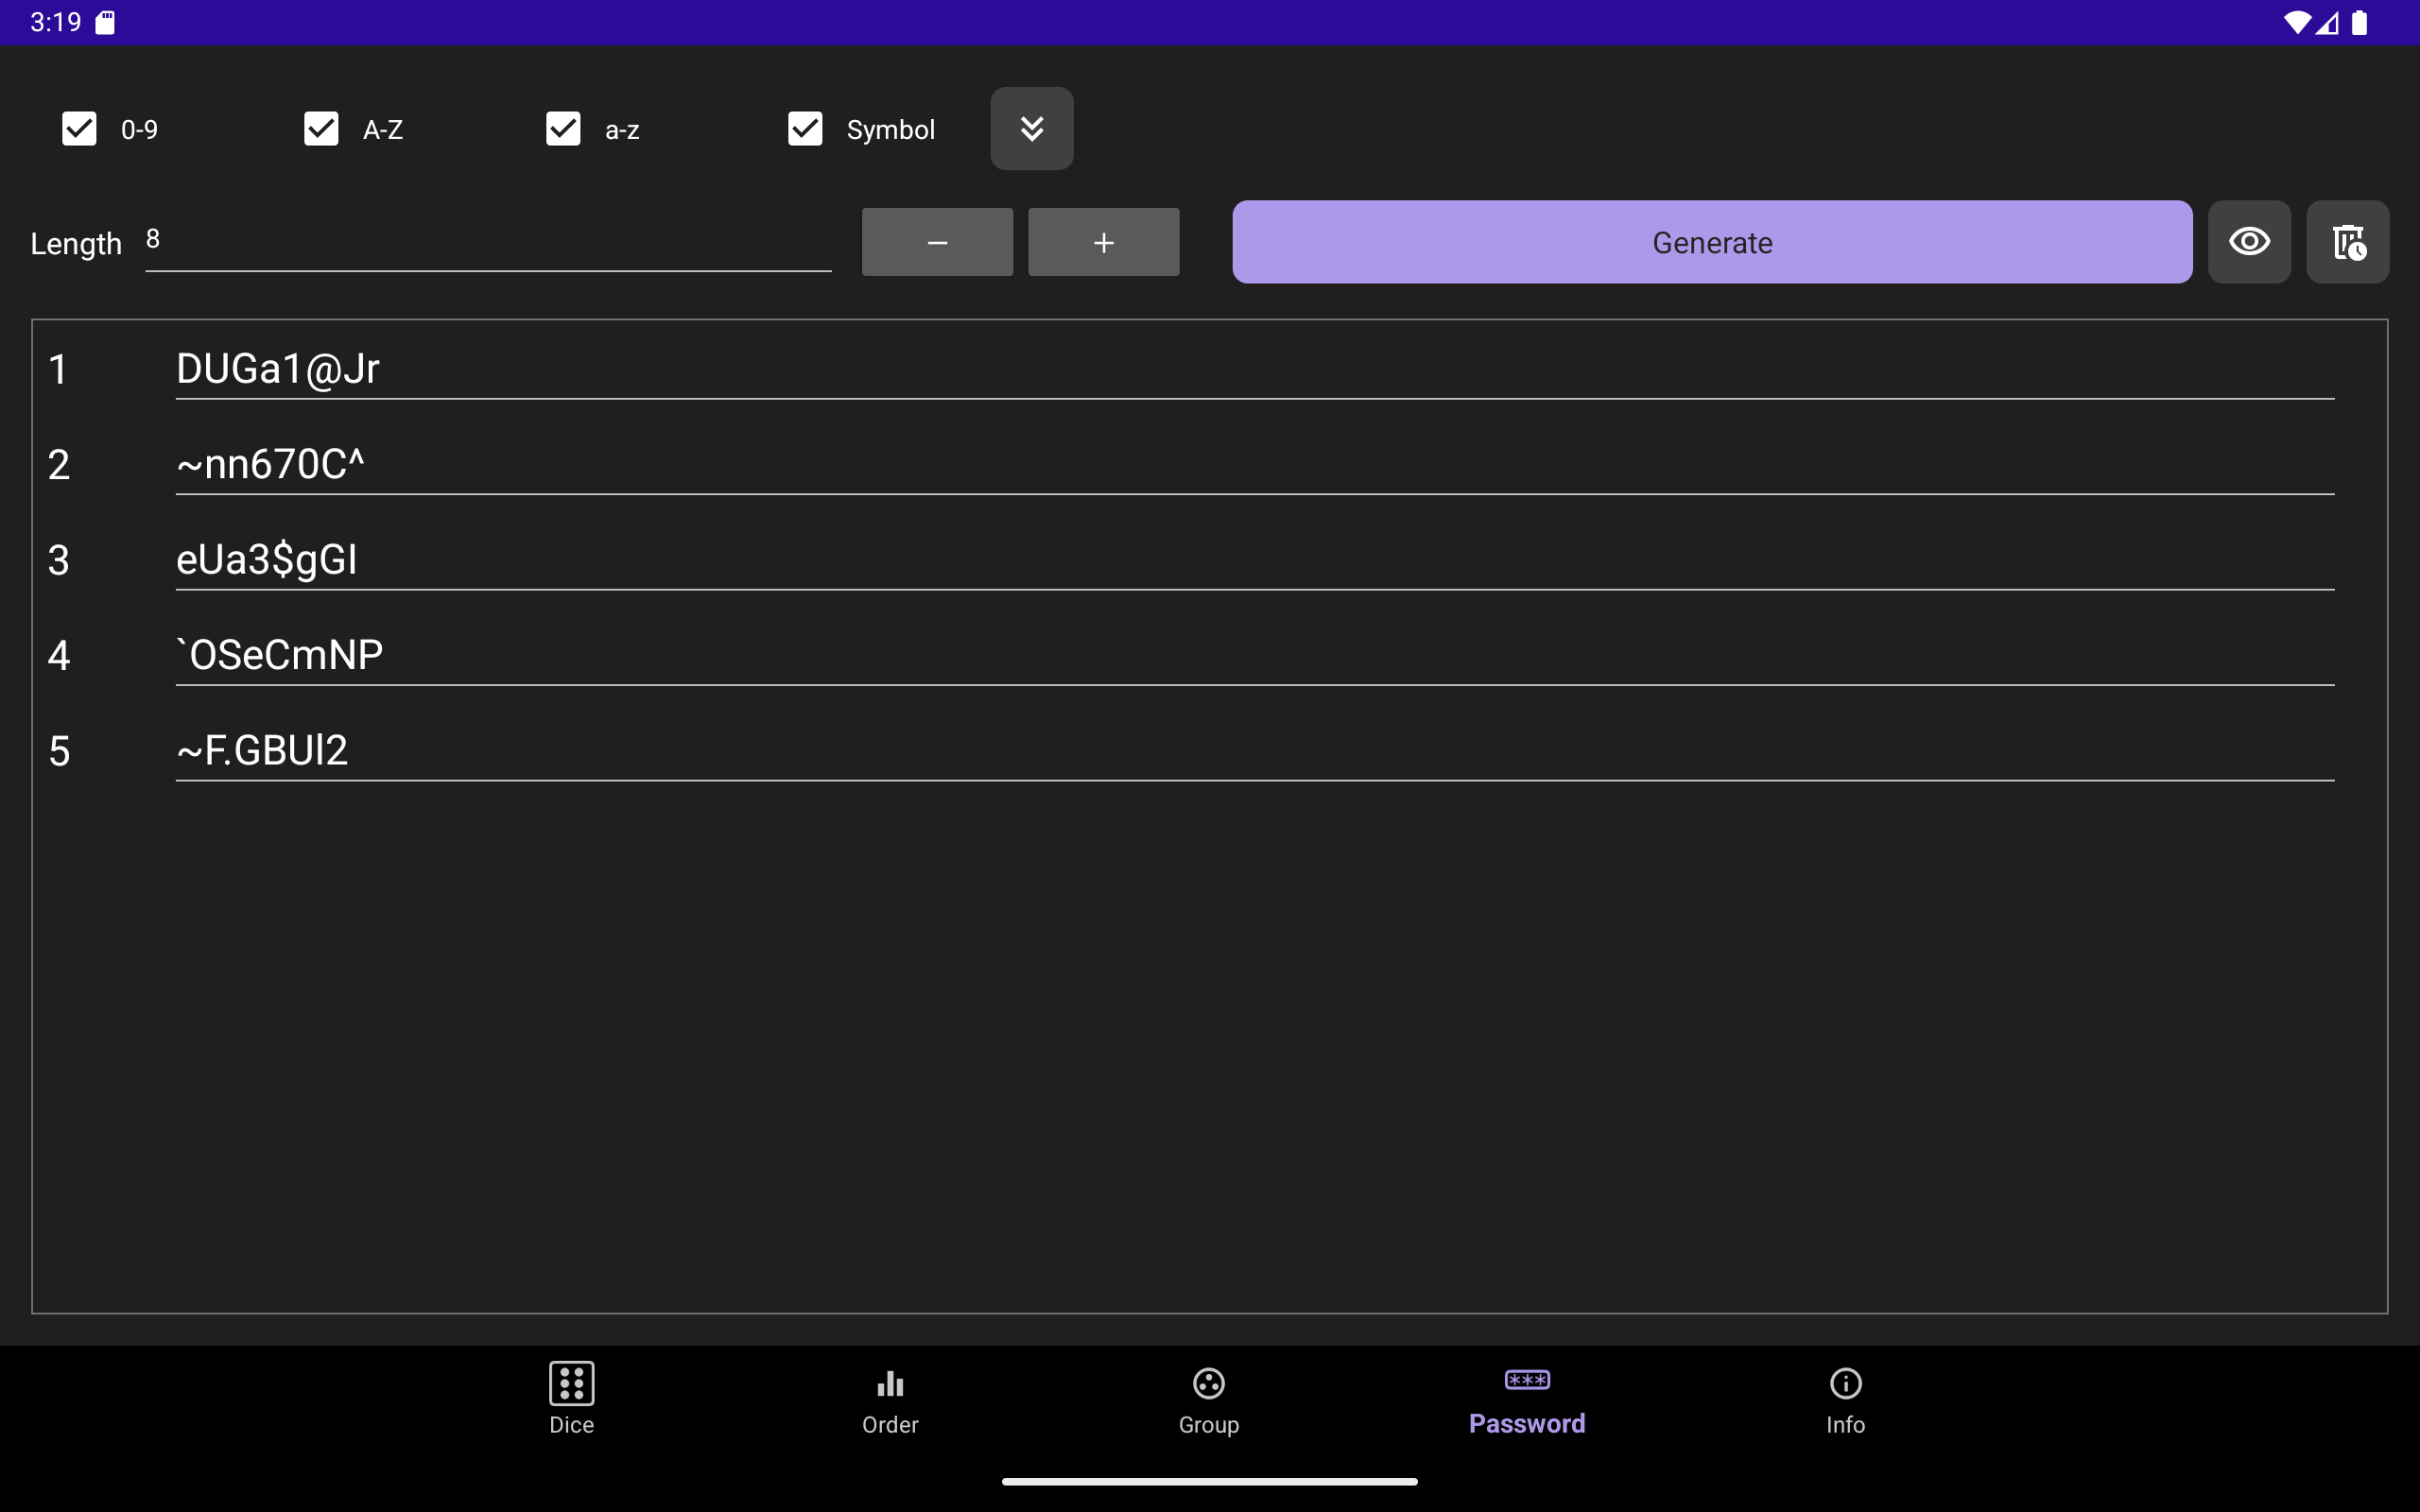 3:19
0-9 A-Z a-z Symbol
Length 8 Generate
1 DUGa1@Jr
2 ~nn670C^
3 eUa3$gGI
4 `OSeCmNP
5 ~F.GBUl2
Dice Order Group Password Info